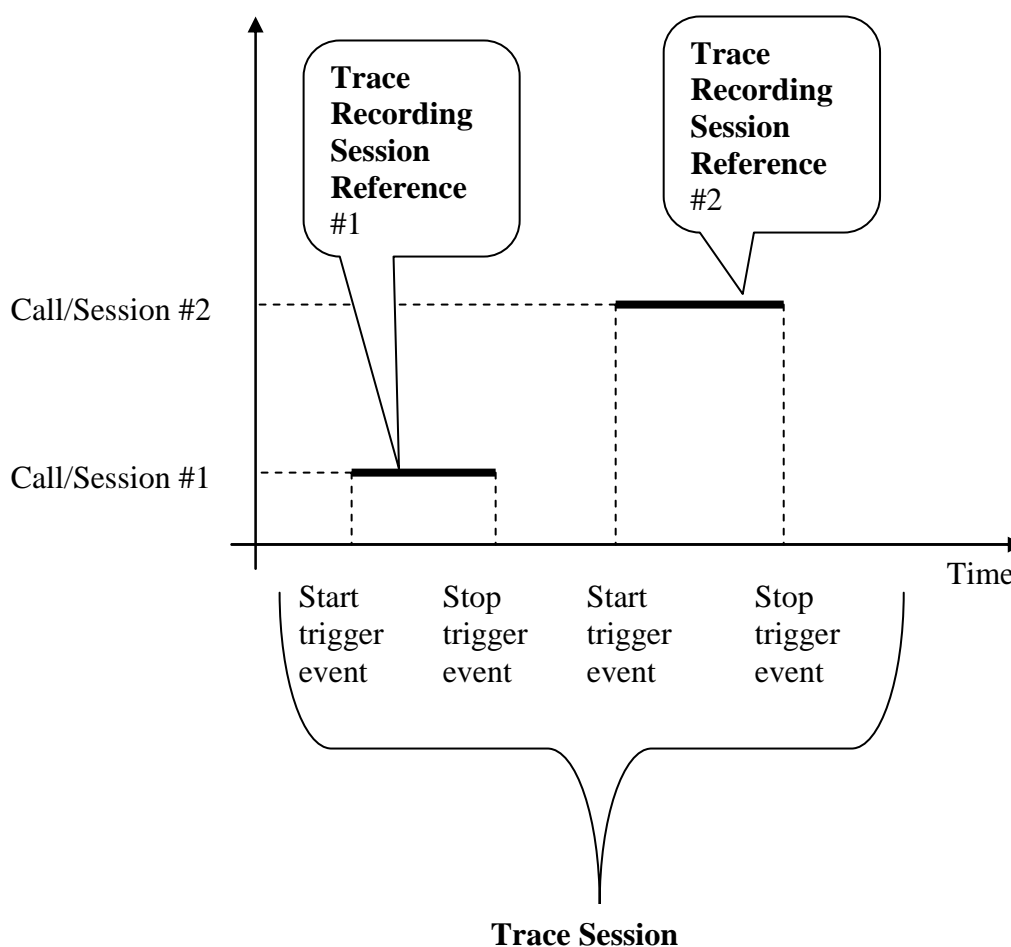 Trace
Recording
Session
Reference
#1
Trace
Recording
Session
Reference
#2
Call/Session #2
Call/Session #1
Time
Start
trigger
event
Stop
trigger
event
Start
trigger
event
Stop
trigger
event
Trace Session